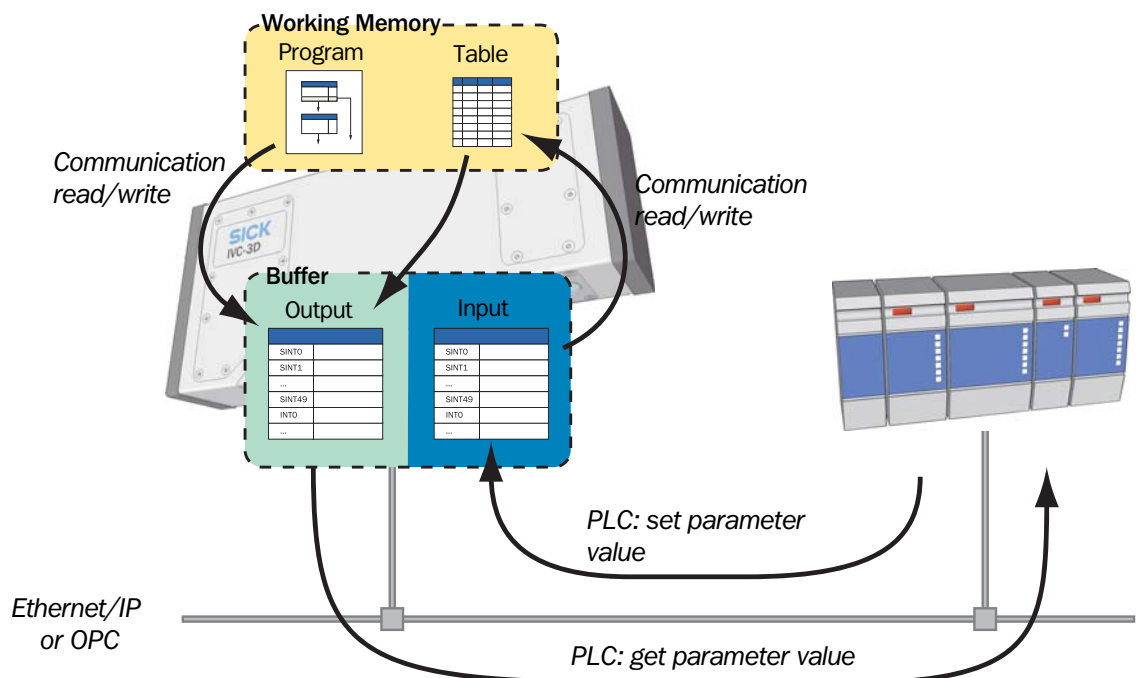 Working Memory
Program
Table
Communication
read/write
Communication
read/write
SICK
IVC-3D
Buffer
Output
Input
SINT0
SINT1
...
SINT49
INT0
...
SINT0
SINT1
...
SINT49
INT0
...
PLC: set parameter
value
Ethernet/IP
or OPC
PLC: get parameter value